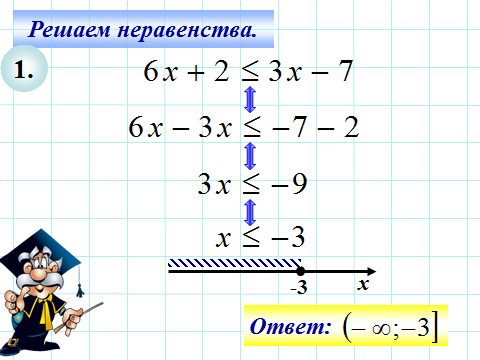 Решаем неравенства.
1.
6x + 2 ≤ 3x − 7
6x − 3x ≤ −7 − 2
3x ≤ −9
x ≤ −3
-3 x
Ответ: (− ∞;−3]